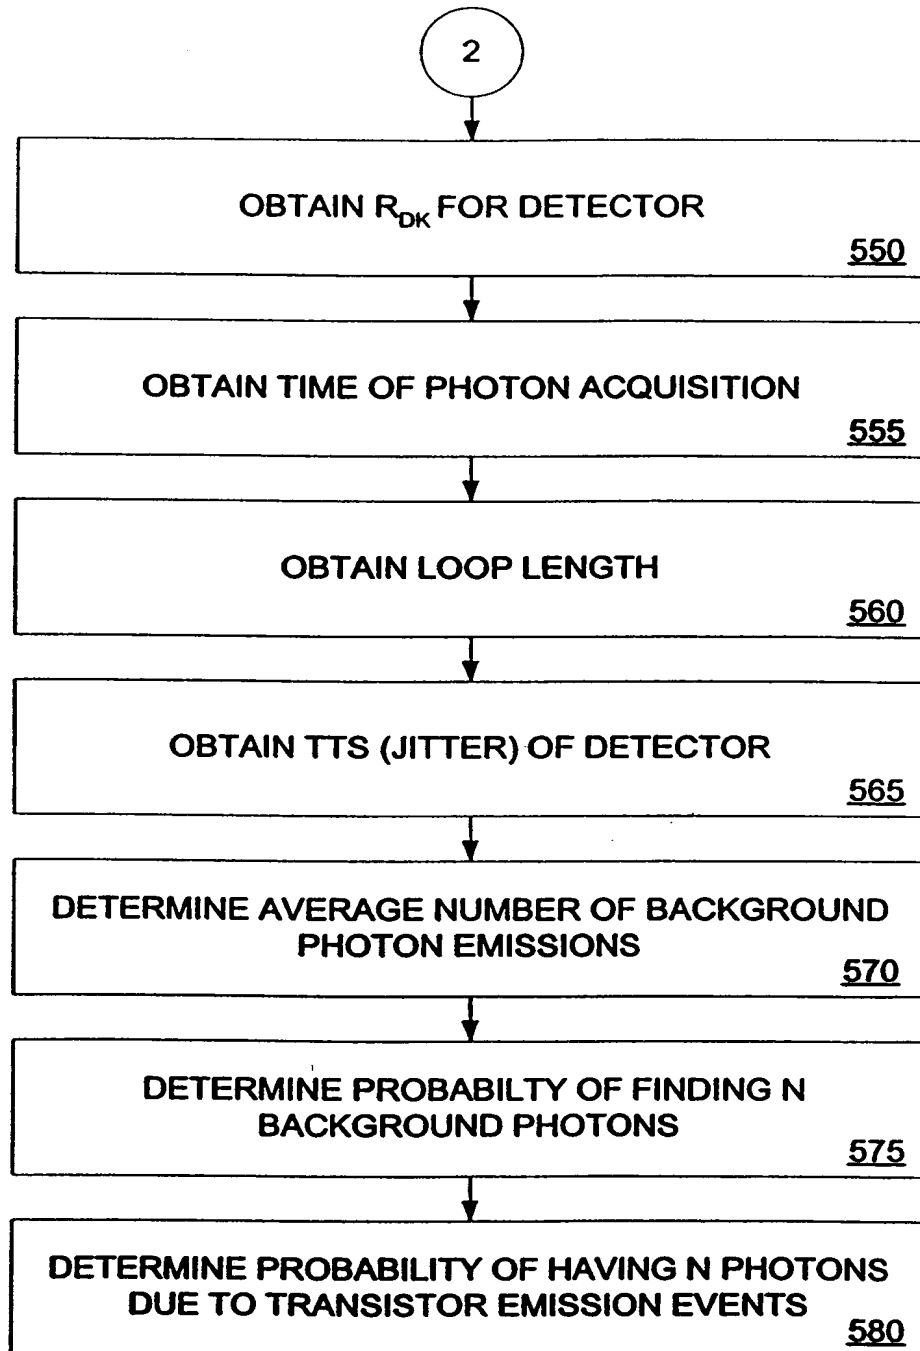 2
OBTAIN R_DK FOR DETECTOR
550
OBTAIN TIME OF PHOTON ACQUISITION
555
OBTAIN LOOP LENGTH
560
OBTAIN TTS (JITTER) OF DETECTOR
565
DETERMINE AVERAGE NUMBER OF BACKGROUND
PHOTON EMISSIONS
570
DETERMINE PROBABILTY OF FINDING N
BACKGROUND PHOTONS
575
DETERMINE PROBABILITY OF HAVING N PHOTONS
DUE TO TRANSISTOR EMISSION EVENTS
580